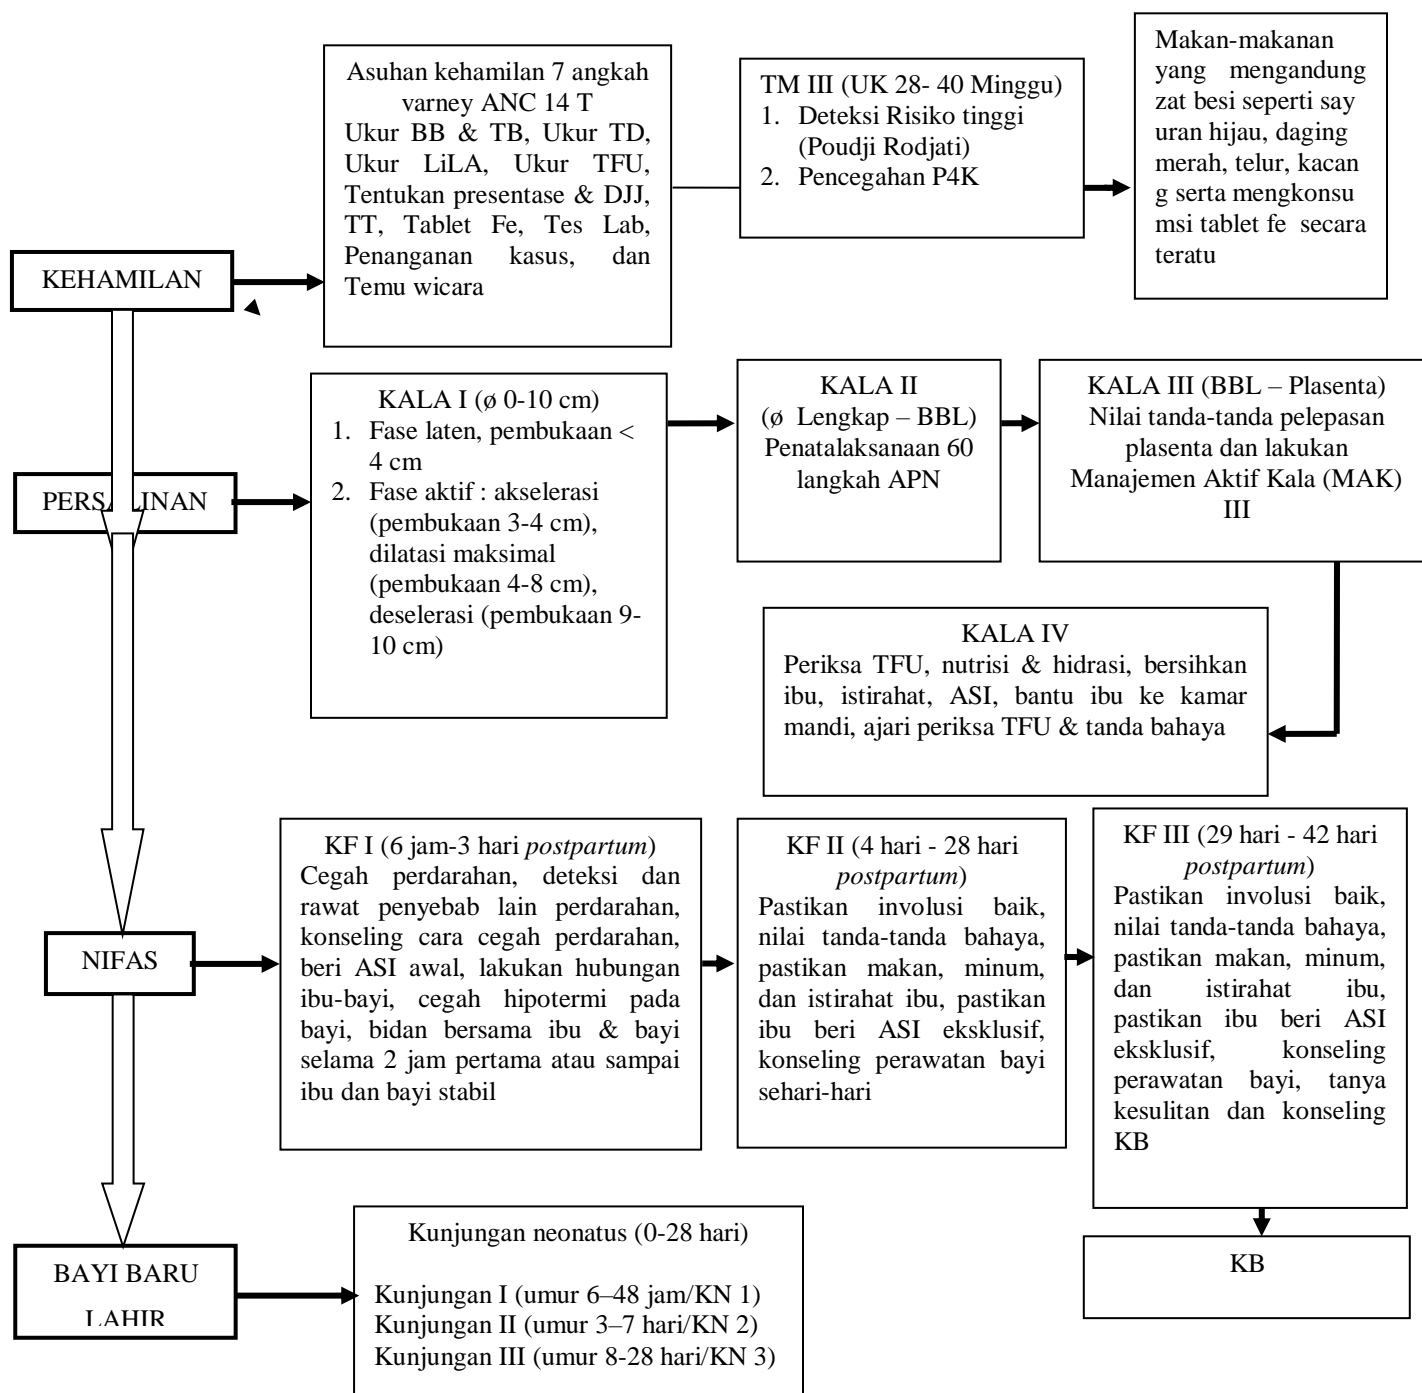 KEHAMILAN
Asuhan kehamilan 7 angkah
varney ANC 14 T
Ukur BB & TB, Ukur TD,
Ukur LiLA, Ukur TFU,
Tentukan presentase & DJJ,
TT, Tablet Fe, Tes Lab,
Penanganan kasus, dan
Temu wicara
TM III (UK 28- 40 Minggu)
1. Deteksi Risiko tinggi
(Poudji Rodjati)
2. Pencegahan P4K
Makan-makanan
yang mengandung
zat besi seperti say
uran hijau, daging
merah, telur, kacan
g serta mengkonsu
msi tablet fe secara
teratu
PERSALINAN
KALA I (ø 0-10 cm)
1. Fase laten, pembukaan <
4 cm
2. Fase aktif : akselerasi
(pembukaan 3-4 cm),
dilatasi maksimal
(pembukaan 4-8 cm),
deselerasi (pembukaan 9-
10 cm)
KALA II
(ø Lengkap – BBL)
Penatalaksanaan 60
langkah APN
KALA III (BBL – Plasenta)
Nilai tanda-tanda pelepasan
plasenta dan lakukan
Manajemen Aktif Kala (MAK)
III
KALA IV
Periksa TFU, nutrisi & hidrasi, bersihkan
ibu, istirahat, ASI, bantu ibu ke kamar
mandi, ajari periksa TFU & tanda bahaya
NIFAS
KF I (6 jam-3 hari postpartum)
Cegah perdarahan, deteksi dan
rawat penyebab lain perdarahan,
konseling cara cegah perdarahan,
beri ASI awal, lakukan hubungan
ibu-bayi, cegah hipotermi pada
bayi, bidan bersama ibu & bayi
selama 2 jam pertama atau sampai
ibu dan bayi stabil
KF II (4 hari - 28 hari
postpartum)
Pastikan involusi baik,
nilai tanda-tanda bahaya,
pastikan makan, minum,
dan istirahat ibu, pastikan
ibu beri ASI eksklusif,
konseling perawatan bayi
sehari-hari
KF III (29 hari - 42 hari
postpartum)
Pastikan involusi baik,
nilai tanda-tanda bahaya,
pastikan makan, minum,
dan istirahat ibu,
pastikan ibu beri ASI
eksklusif, konseling
perawatan bayi, tanya
kesulitan dan konseling
KB
KB
BAYI BARU
LAHIR
Kunjungan neonatus (0-28 hari)
Kunjungan I (umur 6–48 jam/KN 1)
Kunjungan II (umur 3–7 hari/KN 2)
Kunjungan III (umur 8-28 hari/KN 3)